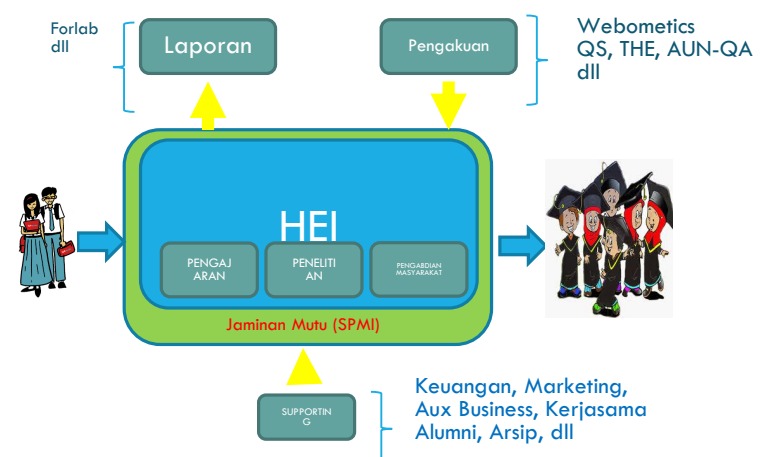 Forlab
dll
Laporan
Pengakuan
Webometics
QS, THE, AUN-QA
dll
HEI
PENGAJ
ARAN
PENELITI
AN
PENGABDIAN
MASYARAKAT
Jaminan Mutu (SPMI)
SUPPORTIN
G
Keuangan, Marketing,
Aux Business, Kerjasama
Alumni, Arsip, dll